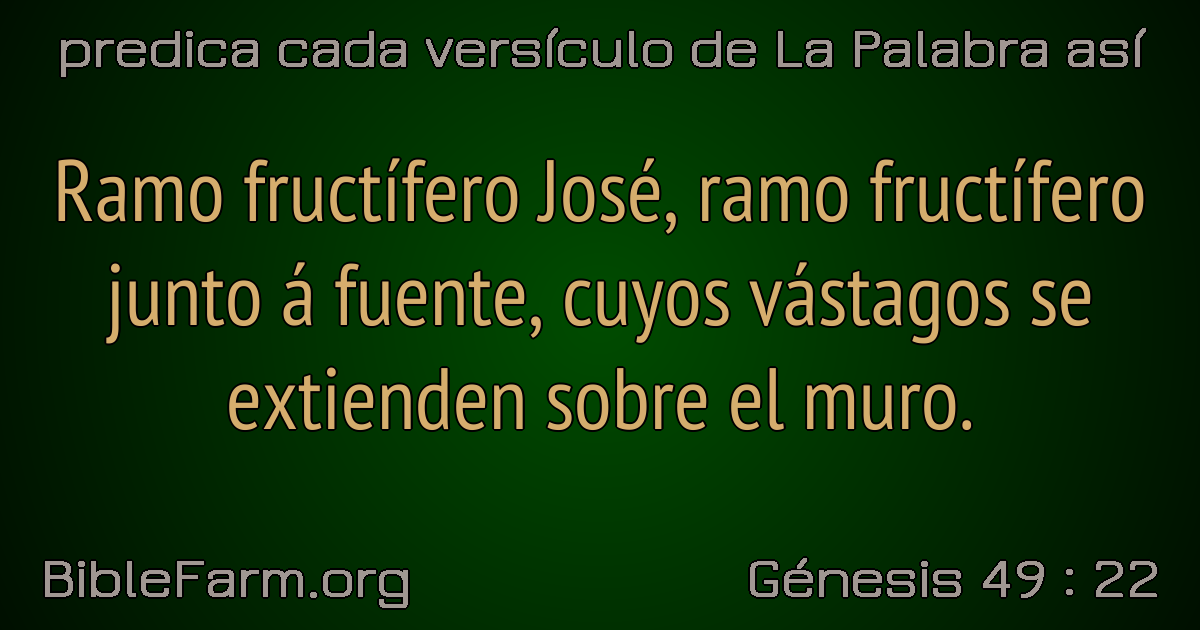 predica cada versículo de La Palabra así
Ramo fructífero José, ramo fructífero
junto á fuente, cuyos vástagos se
extienden sobre el muro.
BibleFarm.org
Génesis 49 : 22